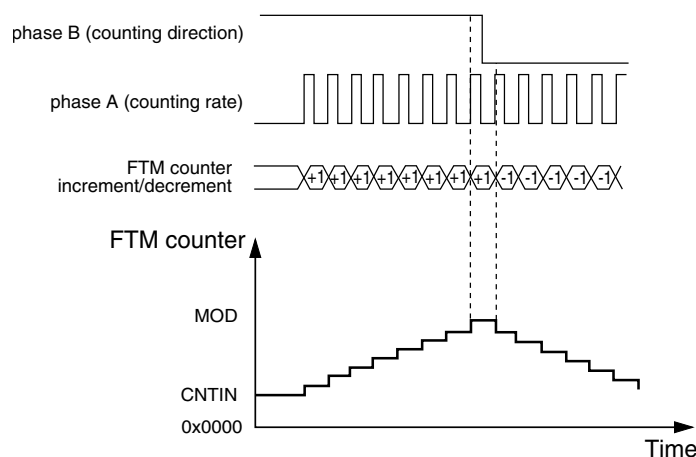 phase B (counting direction)
phase A (counting rate)
FTM counter
increment/decrement
+1 +1 +1 +1 +1 +1 +1 +1 -1 -1 -1 -1 -1
FTM counter
MOD
CNTIN
0x0000
Time